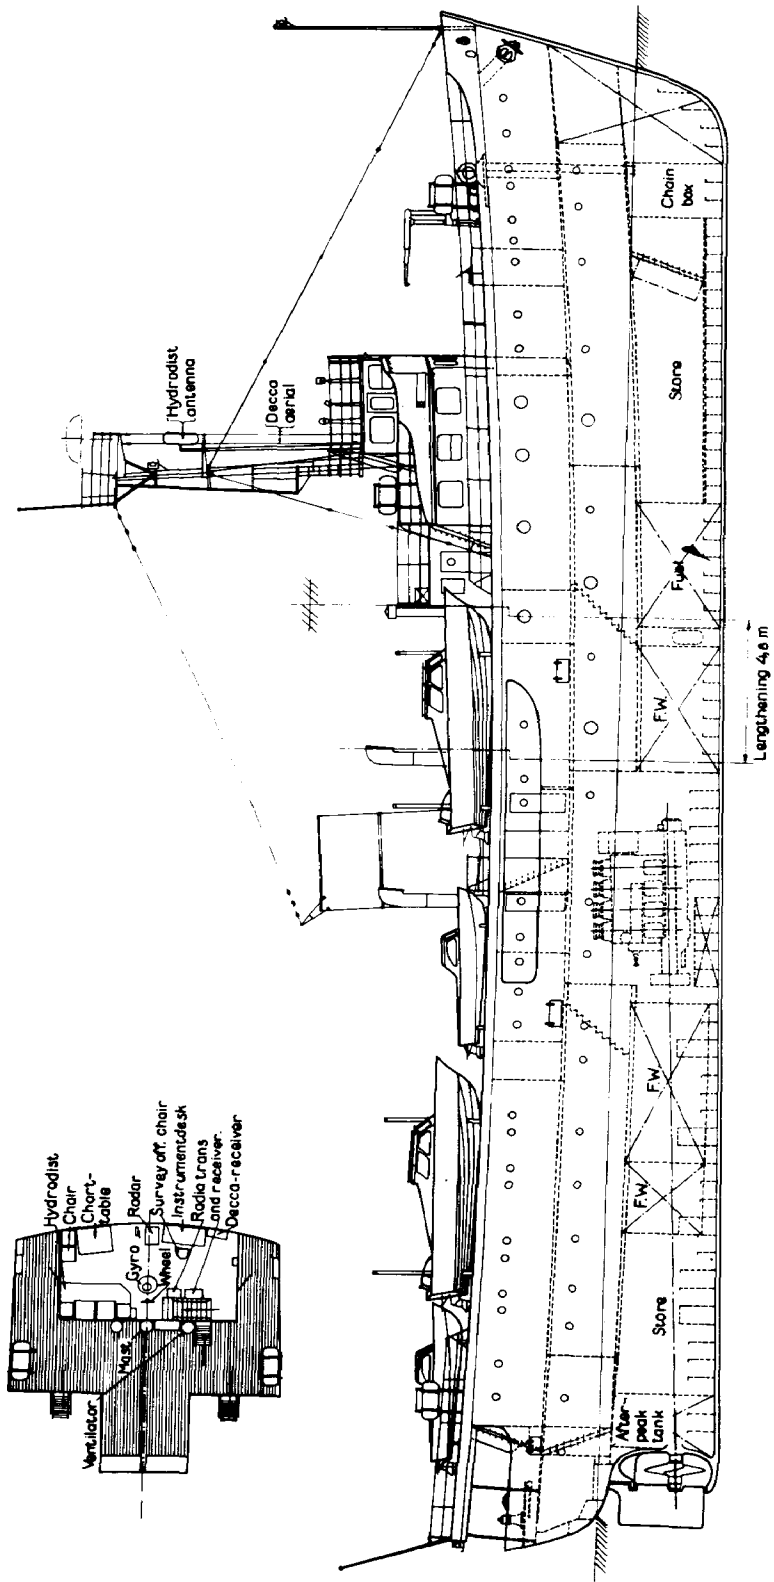 Hydrodist
Chair
Chart-
table
Gyro
Radar
Wheel
Survey off. chair
Instrumentdesk
Radio trans
and receiver.
Decca-receiver
Mast
Ventilator
Hydrodist
antenna
Decca
aerial
After
peak
tank
Store
F.W.
F.W.
F.W.
Fuel
Store
Chain
box
Lengthening 4,8 m